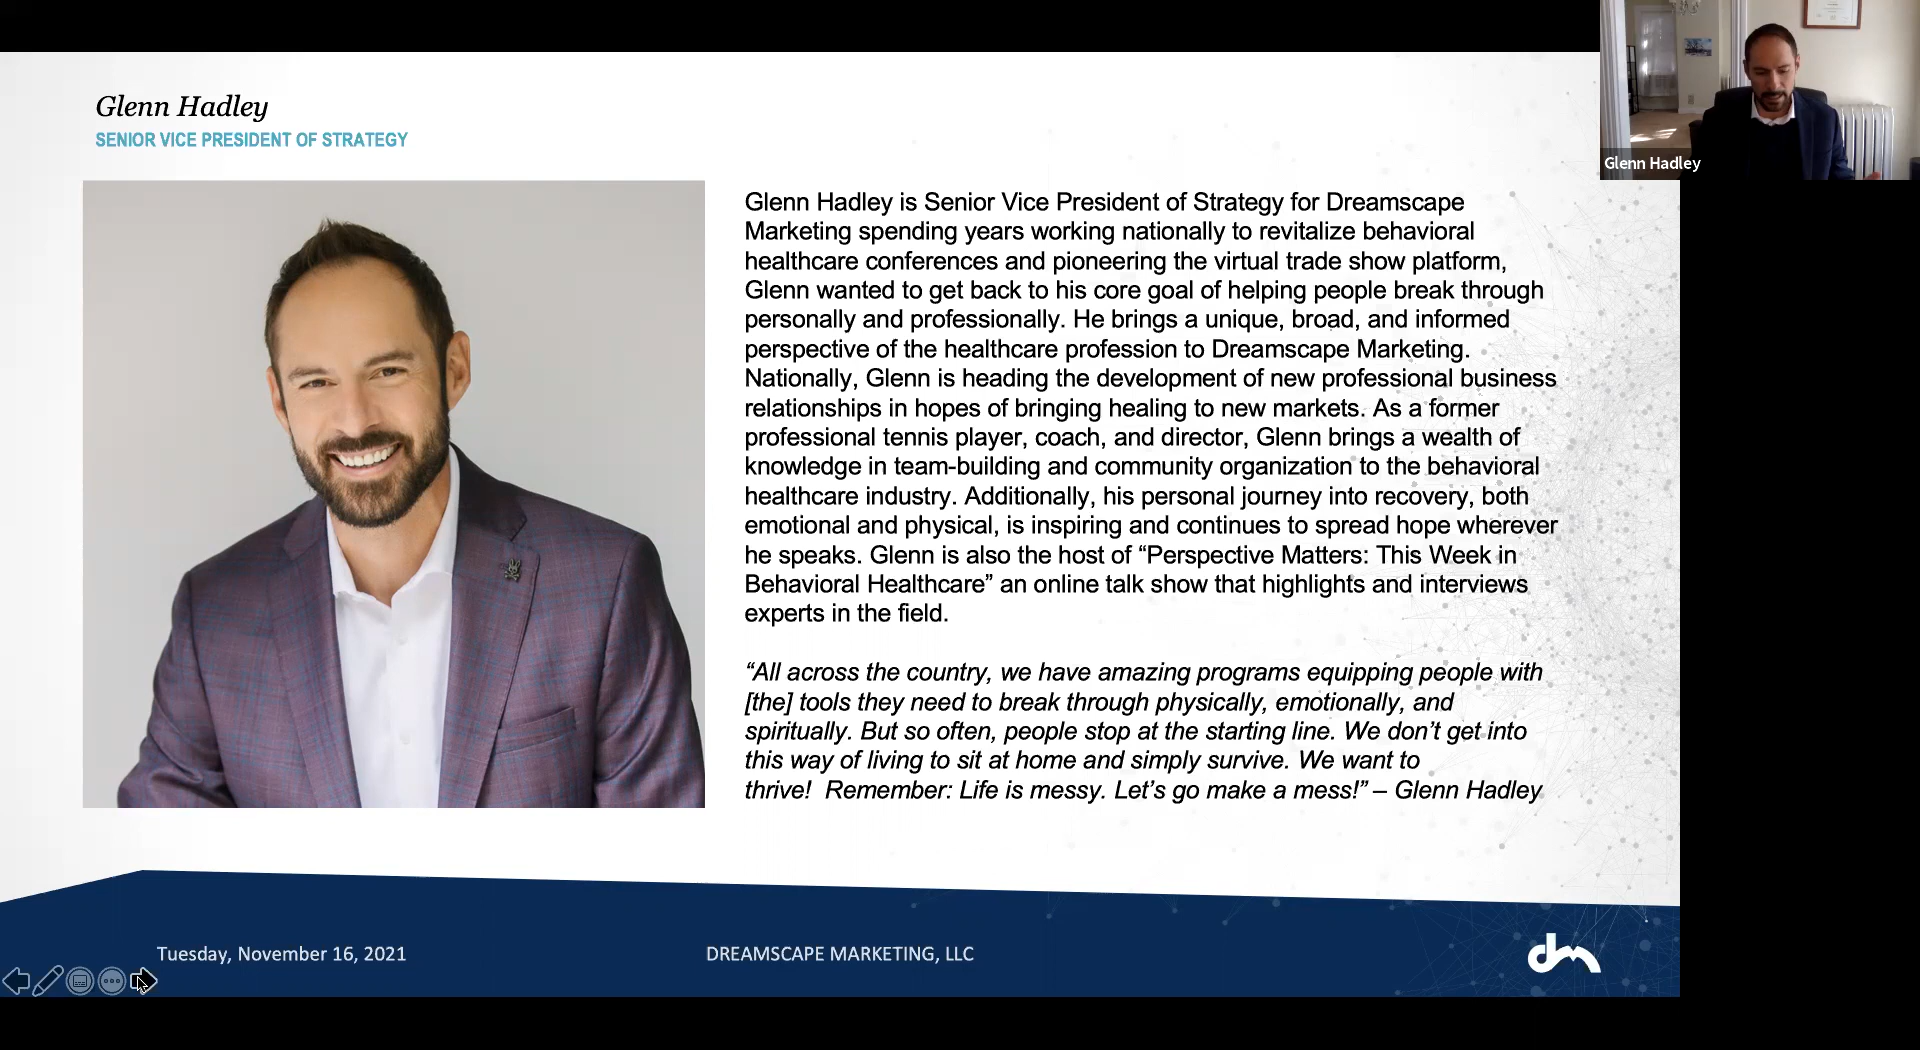 Glenn Hadley
SENIOR VICE PRESIDENT OF STRATEGY
Glenn Hadley
Glenn Hadley is Senior Vice President of Strategy for Dreamscape
Marketing spending years working nationally to revitalize behavioral
healthcare conferences and pioneering the virtual trade show platform,
Glenn wanted to get back to his core goal of helping people break through
personally and professionally. He brings a unique, broad, and informed
perspective of the healthcare profession to Dreamscape Marketing.
Nationally, Glenn is heading the development of new professional business
relationships in hopes of bringing healing to new markets. As a former
professional tennis player, coach, and director, Glenn brings a wealth of
knowledge in team-building and community organization to the behavioral
healthcare industry. Additionally, his personal journey into recovery, both
emotional and physical, is inspiring and continues to spread hope wherever
he speaks. Glenn is also the host of “Perspective Matters: This Week in
Behavioral Healthcare” an online talk show that highlights and interviews
experts in the field.
“All across the country, we have amazing programs equipping people with
[the] tools they need to break through physically, emotionally, and
spiritually. But so often, people stop at the starting line. We don’t get into
this way of living to sit at home and simply survive. We want to
thrive!  Remember: Life is messy. Let’s go make a mess!” – Glenn Hadley
Tuesday, November 16, 2021
DREAMSCAPE MARKETING, LLC
dm